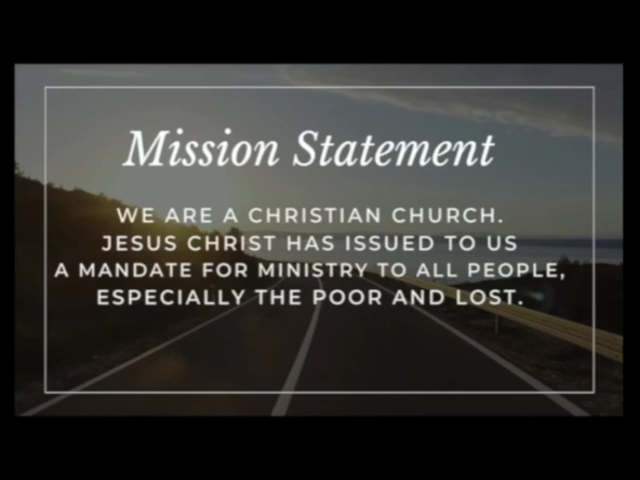 Mission Statement
WE ARE A CHRISTIAN CHURCH.
JESUS CHRIST HAS ISSUED TO US
A MANDATE FOR MINISTRY TO ALL PEOPLE,
ESPECIALLY THE POOR AND LOST.